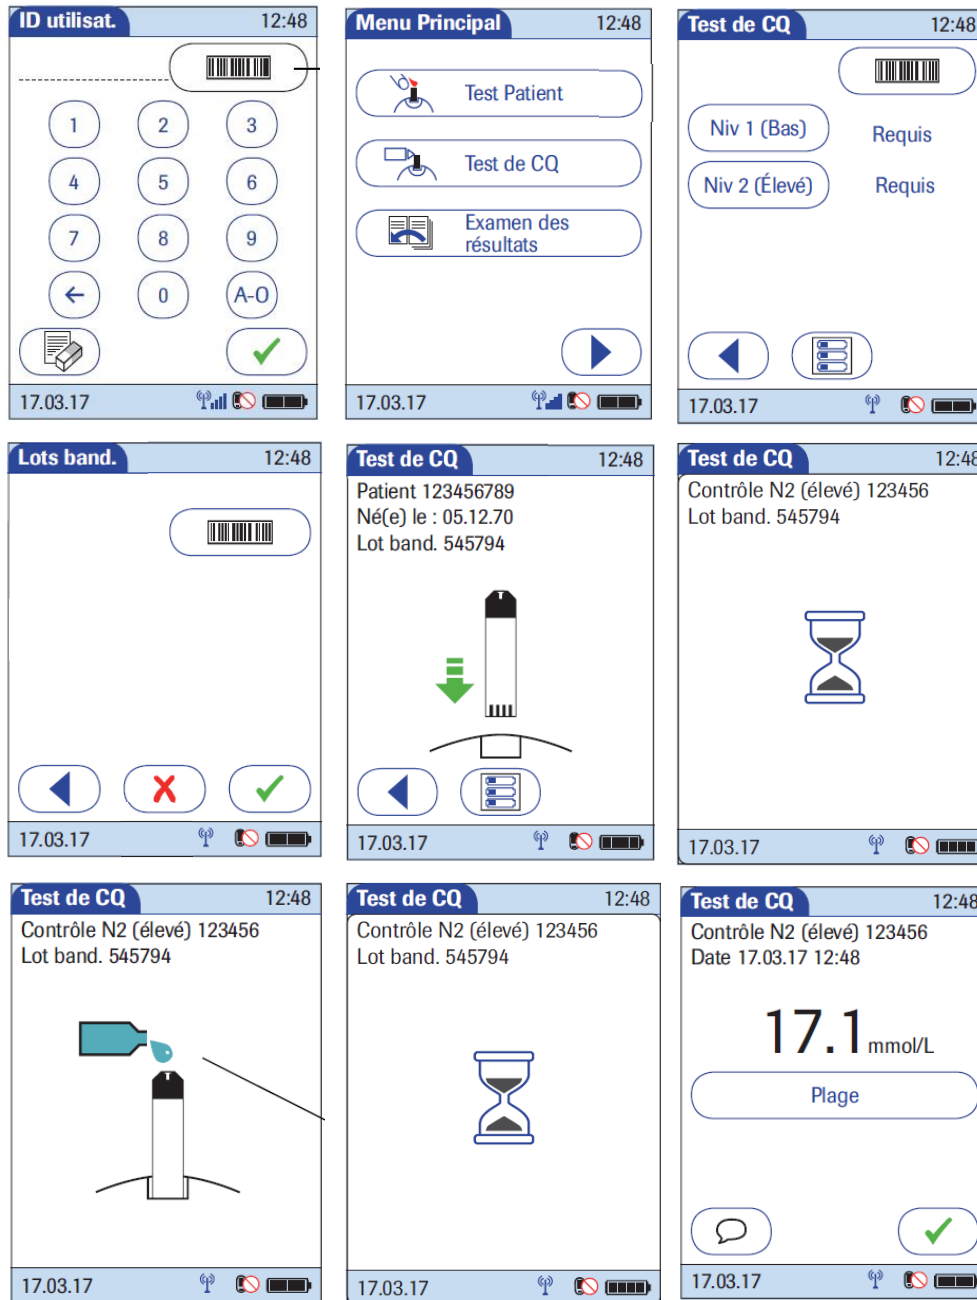 ID utilisat. 12:48
1 2 3
4 5 6
7 8 9
0 A-O
17.03.17
Menu Principal 12:48
Test Patient
Test de CQ
Examen des
résultats
17.03.17
Test de CQ 12:48
Niv 1 (Bas) Requis
Niv 2 (Élevé) Requis
17.03.17
Lots band. 12:48
17.03.17
Test de CQ 12:48
Patient 123456789
Né(e) le : 05.12.70
Lot band. 545794
17.03.17
Test de CQ 12:48
Contrôle N2 (élevé) 123456
Lot band. 545794
17.03.17
Test de CQ 12:48
Contrôle N2 (élevé) 123456
Lot band. 545794
17.03.17
Test de CQ 12:48
Contrôle N2 (élevé) 123456
Lot band. 545794
17.03.17
Test de CQ 12:48
Contrôle N2 (élevé) 123456
Date 17.03.17 12:48
17.1 mmol/L
Plage
17.03.17